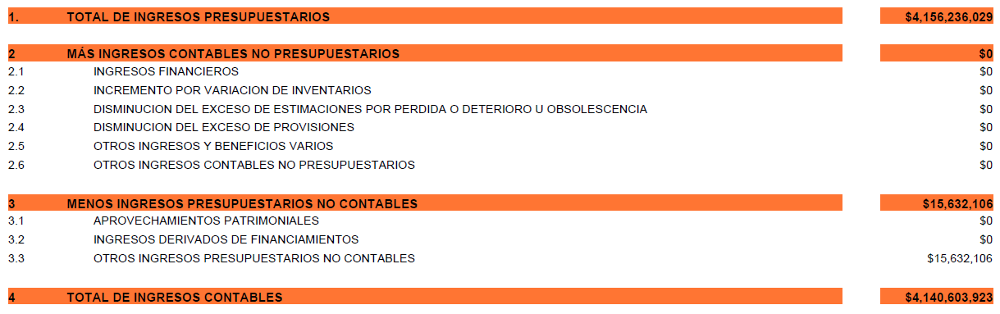 1. TOTAL DE INGRESOS PRESUPUESTARIOS $4,156,236,029
2 MÁS INGRESOS CONTABLES NO PRESUPUESTARIOS $0
2.1 INGRESOS FINANCIEROS $0
2.2 INCREMENTO POR VARIACION DE INVENTARIOS $0
2.3 DISMINUCION DEL EXCESO DE ESTIMACIONES POR PERDIDA O DETERIORO U OBSOLESCENCIA $0
2.4 DISMINUCION DEL EXCESO DE PROVISIONES $0
2.5 OTROS INGRESOS Y BENEFICIOS VARIOS $0
2.6 OTROS INGRESOS CONTABLES NO PRESUPUESTARIOS $0
3 MENOS INGRESOS PRESUPUESTARIOS NO CONTABLES $15,632,106
3.1 APROVECHAMIENTOS PATRIMONIALES $0
3.2 INGRESOS DERIVADOS DE FINANCIAMIENTOS $0
3.3 OTROS INGRESOS PRESUPUESTARIOS NO CONTABLES $15,632,106
4 TOTAL DE INGRESOS CONTABLES $4,140,603,923